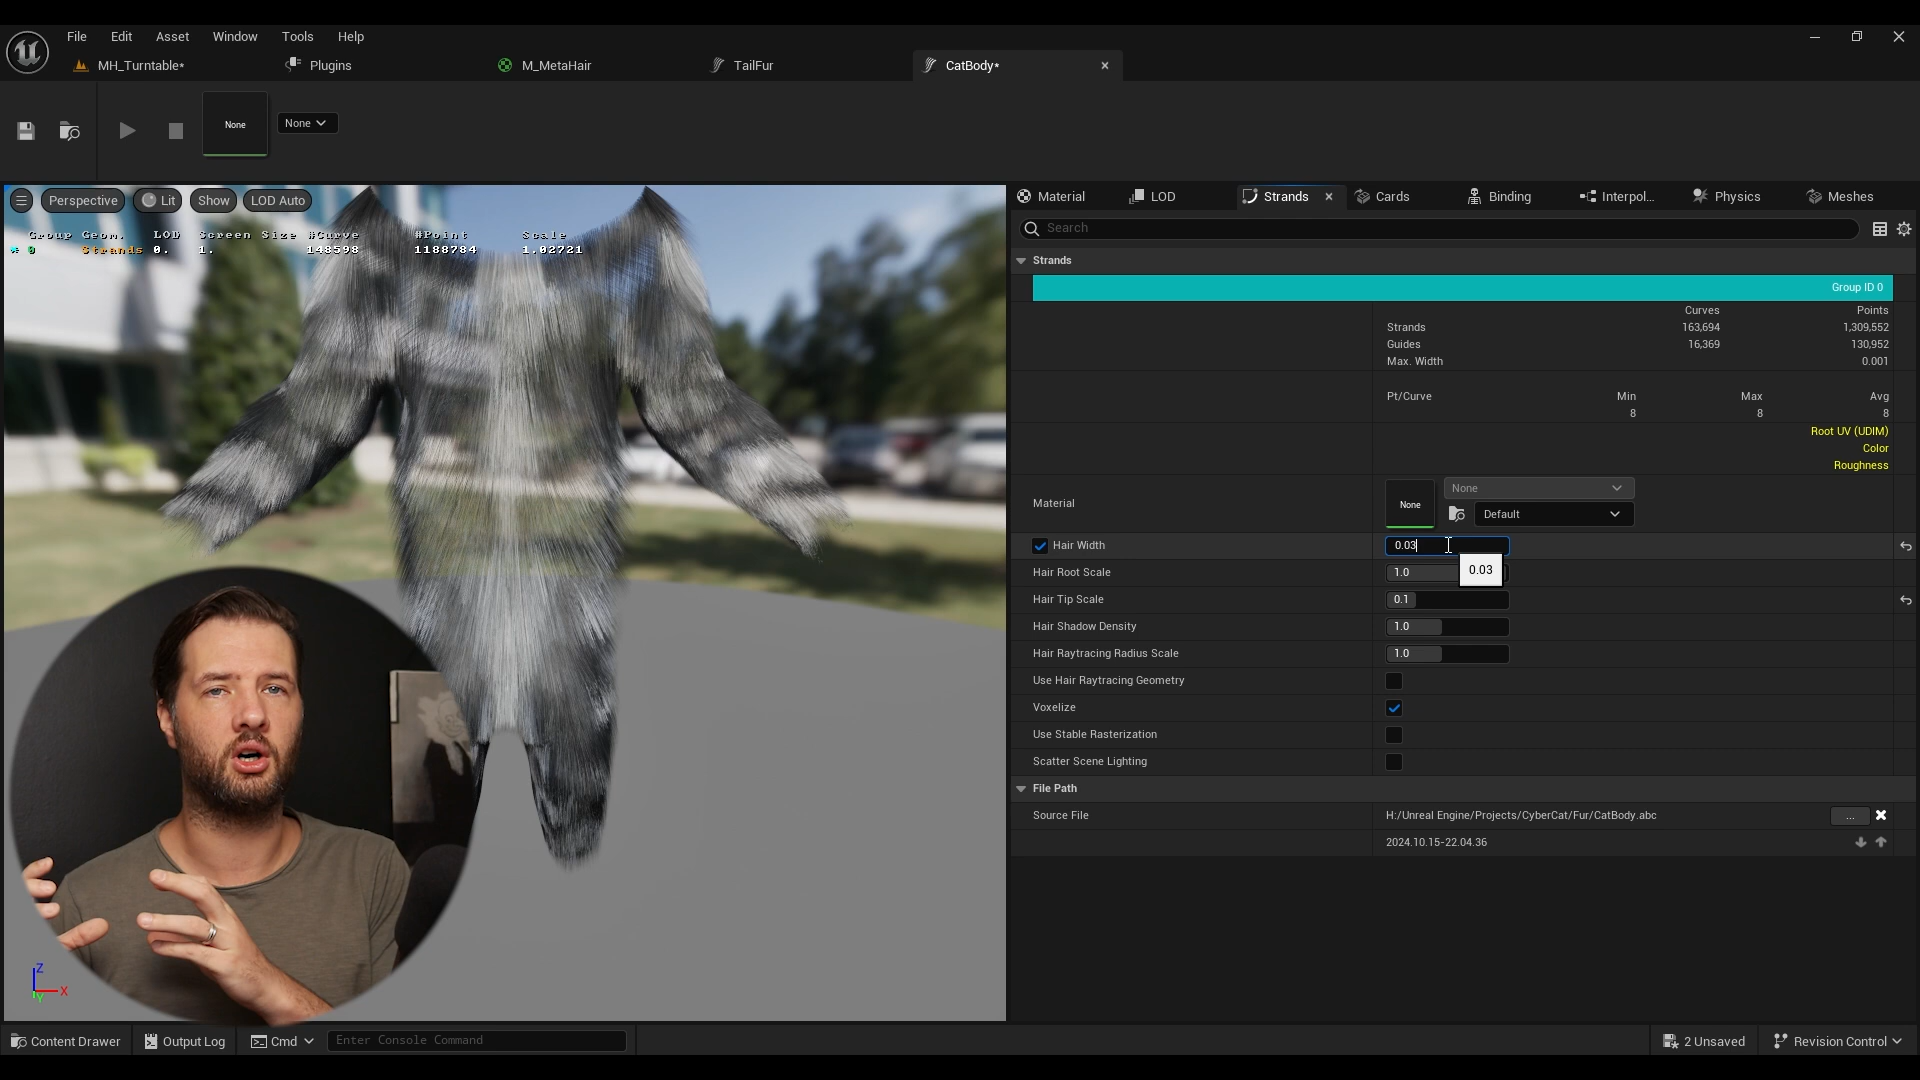 File Edit Asset Window Tools Help
MH_Turntable* Plugins M_MetaHair TailFur CatBody*
None None
Perspective Lit Show LOD Auto
Group Geom. LOD Screen Size #Curve #Point Scale
0 Strands 0. 1. 148598 1188784 1.02721
Material LOD Strands Cards Binding Interpol... Physics Meshes
Search
Strands
Group ID 0
Curves Points
Strands 163,694 1,309,552
Guides 16,369 130,952
Max. Width 0.001
Pt/Curve Min Max Avg
8 8 8
Root UV (UDIM)
Color
Roughness
Material None None
Default
Hair Width 0.03
0.03
Hair Root Scale 1.0
Hair Tip Scale 0.1
Hair Shadow Density 1.0
Hair Raytracing Radius Scale 1.0
Use Hair Raytracing Geometry
Voxelize
Use Stable Rasterization
Scatter Scene Lighting
File Path
Source File H:/Unreal Engine/Projects/CyberCat/Fur/CatBody.abc ...
2024.10.15-22.04.36
Z
X
Y
Content Drawer Output Log Cmd Enter Console Command 2 Unsaved Revision Control